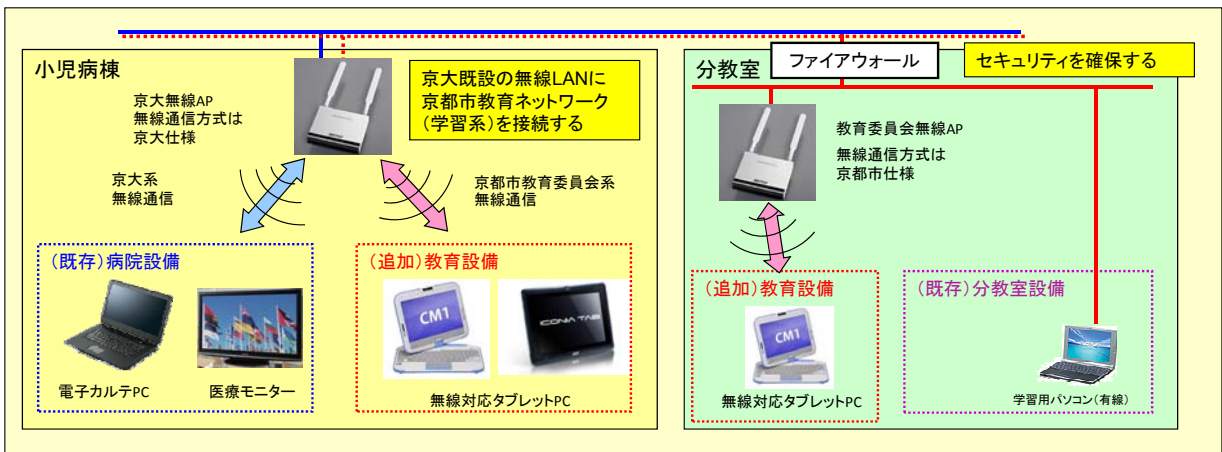 小児病棟
京大無線AP
無線通信方式は
京大仕様
京大既設の無線LANに
京都市教育ネットワーク
（学習系）を接続する
京大系
無線通信
京都市教育委員会系
無線通信
（既存）病院設備
電子カルテPC
医療モニター
（追加）教育設備
CM1
ICONIA TAB
無線対応タブレットPC
分教室
ファイアウォール
セキュリティを確保する
教育委員会無線AP
無線通信方式は
京都市仕様
（追加）教育設備
CM1
無線対応タブレットPC
（既存）分教室設備
学習用パソコン（有線）